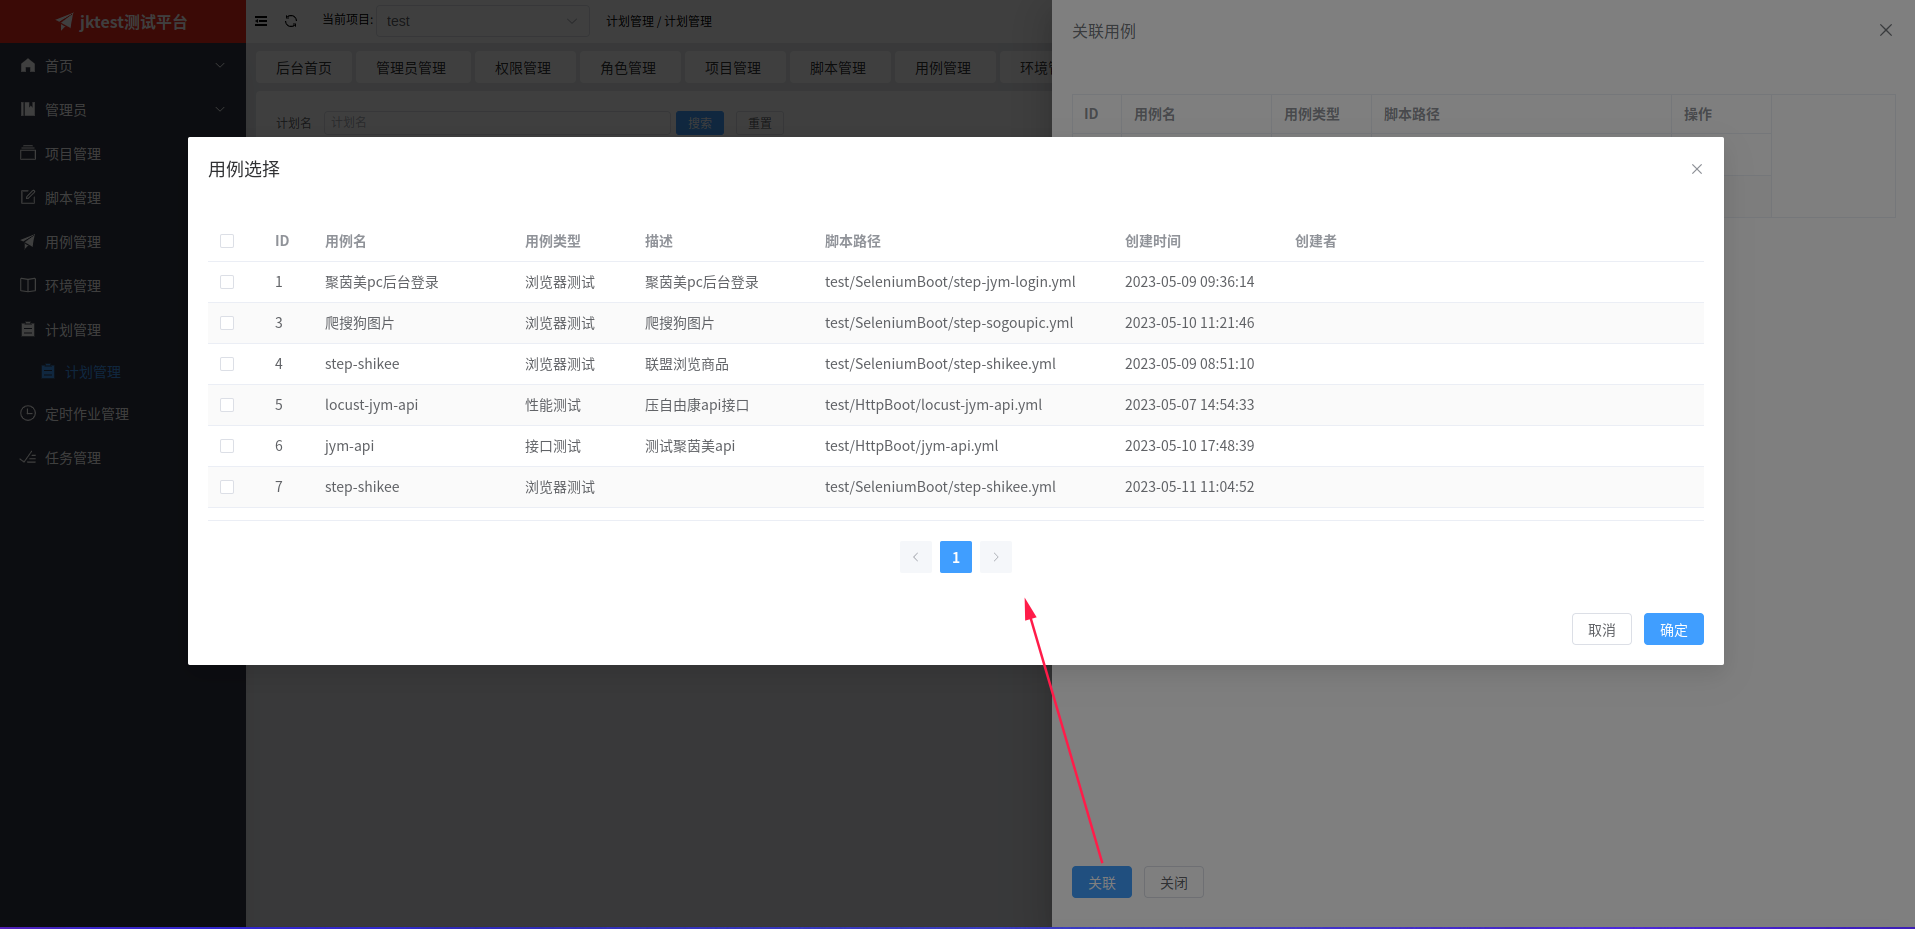 jktest测试平台
当前项目: test 计划管理 / 计划管理
关联用例
首页
管理员
项目管理
脚本管理
用例管理
环境管理
计划管理
计划管理
定时作业管理
任务管理
后台首页 管理员管理 权限管理 角色管理 项目管理 脚本管理 用例管理
计划名 计划名 搜索 重置
ID 用例名 用例类型 脚本路径 操作
用例选择
ID 用例名 用例类型 描述 脚本路径 创建时间 创建者
1 聚茵美pc后台登录 浏览器测试 聚茵美pc后台登录 test/SeleniumBoot/step-jym-login.yml 2023-05-09 09:36:14
3 爬搜狗图片 浏览器测试 爬搜狗图片 test/SeleniumBoot/step-sogoupic.yml 2023-05-10 11:21:46
4 step-shikee 浏览器测试 联盟浏览商品 test/SeleniumBoot/step-shikee.yml 2023-05-09 08:51:10
5 locust-jym-api 性能测试 压自由康api接口 test/HttpBoot/locust-jym-api.yml 2023-05-07 14:54:33
6 jym-api 接口测试 测试聚茵美api test/HttpBoot/jym-api.yml 2023-05-10 17:48:39
7 step-shikee 浏览器测试 test/SeleniumBoot/step-shikee.yml 2023-05-11 11:04:52
1
取消 确定
关联 关闭